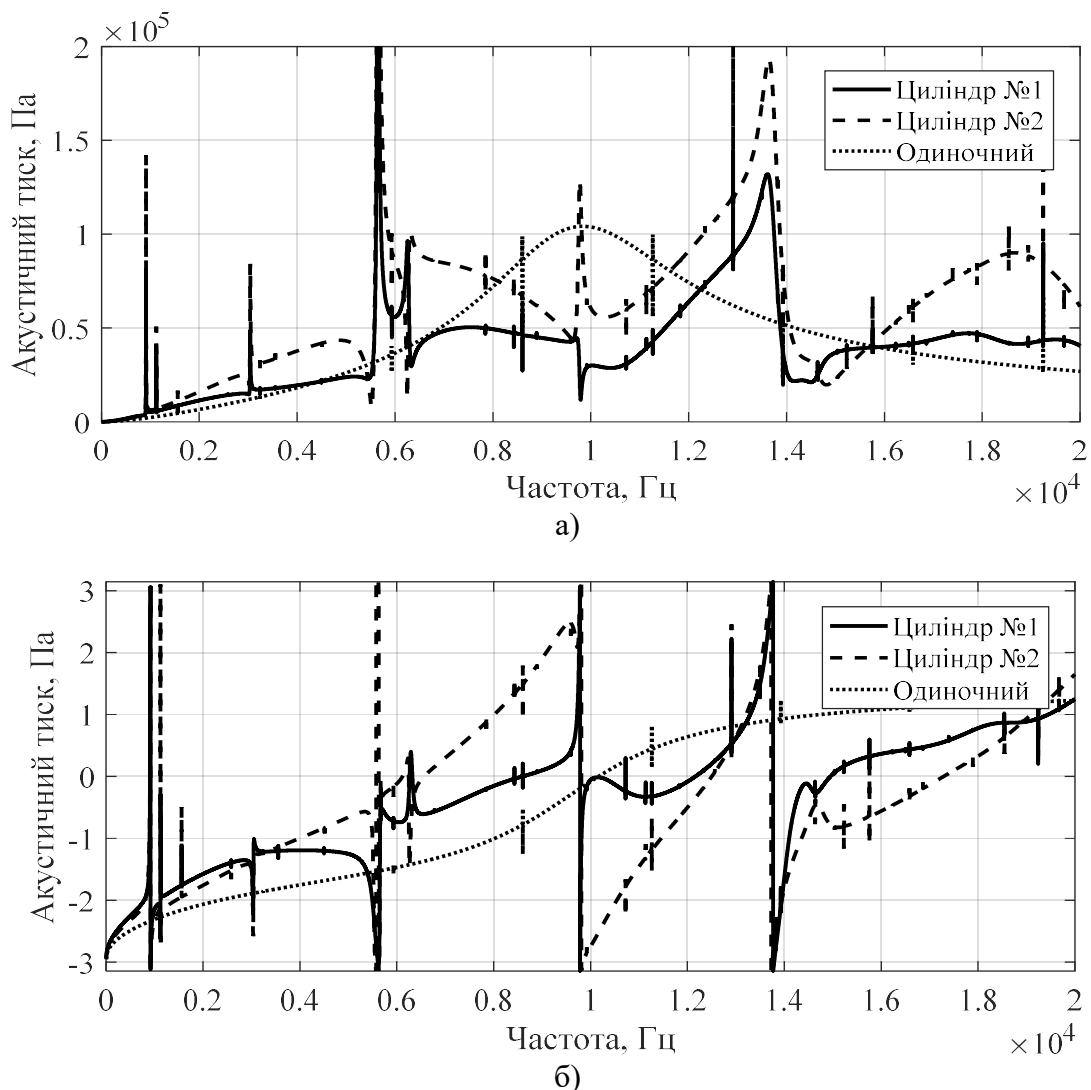 ×10⁵
Акустичний тиск, Па
2
1.5
1
0.5
0
Циліндр №1
Циліндр №2
Одиночний
0 0.2 0.4 0.6 0.8 1 1.2 1.4 1.6 1.8 2
Частота, Гц
×10⁴
а)
Акустичний тиск, Па
3
2
1
0
-1
-2
-3
Циліндр №1
Циліндр №2
Одиночний
0 0.2 0.4 0.6 0.8 1 1.2 1.4 1.6 1.8 2
Частота, Гц
×10⁴
б)